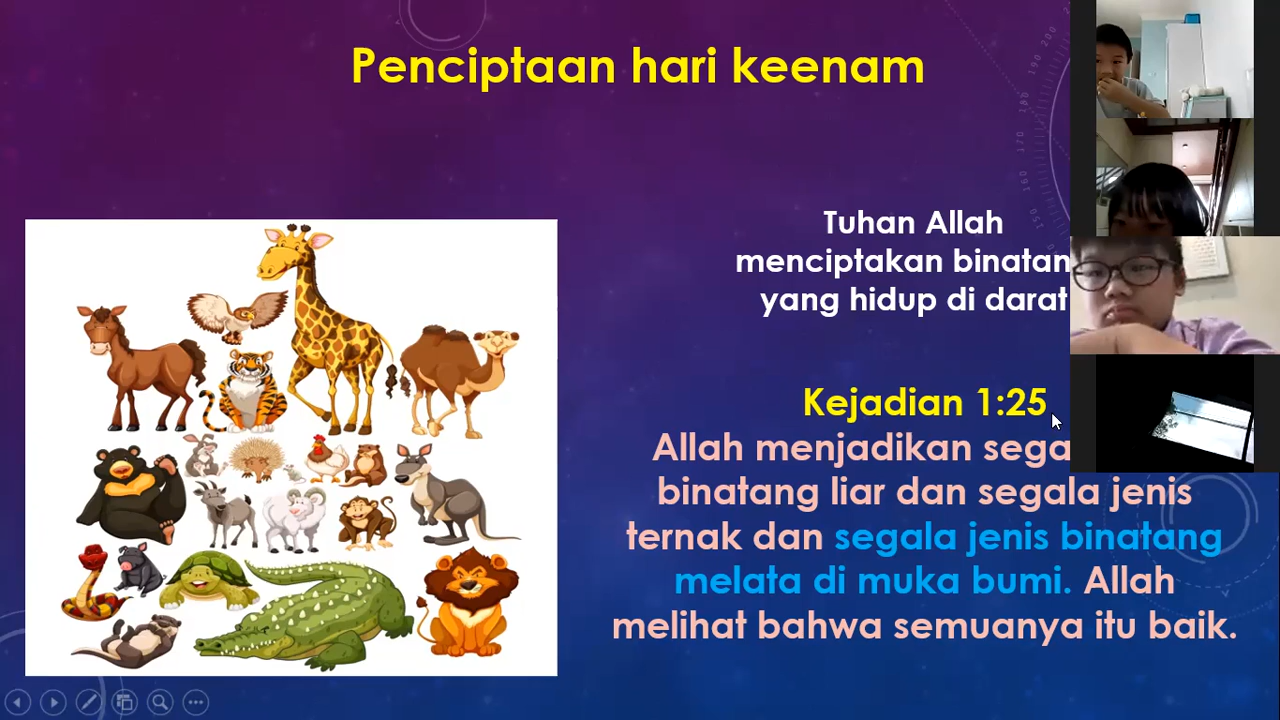 Penciptaan hari keenam
Tuhan Allah
menciptakan binatan
yang hidup di darat
Kejadian 1:25
Allah menjadikan sega
binatang liar dan segala jenis
ternak dan segala jenis binatang
melata di muka bumi. Allah
melihat bahwa semuanya itu baik.